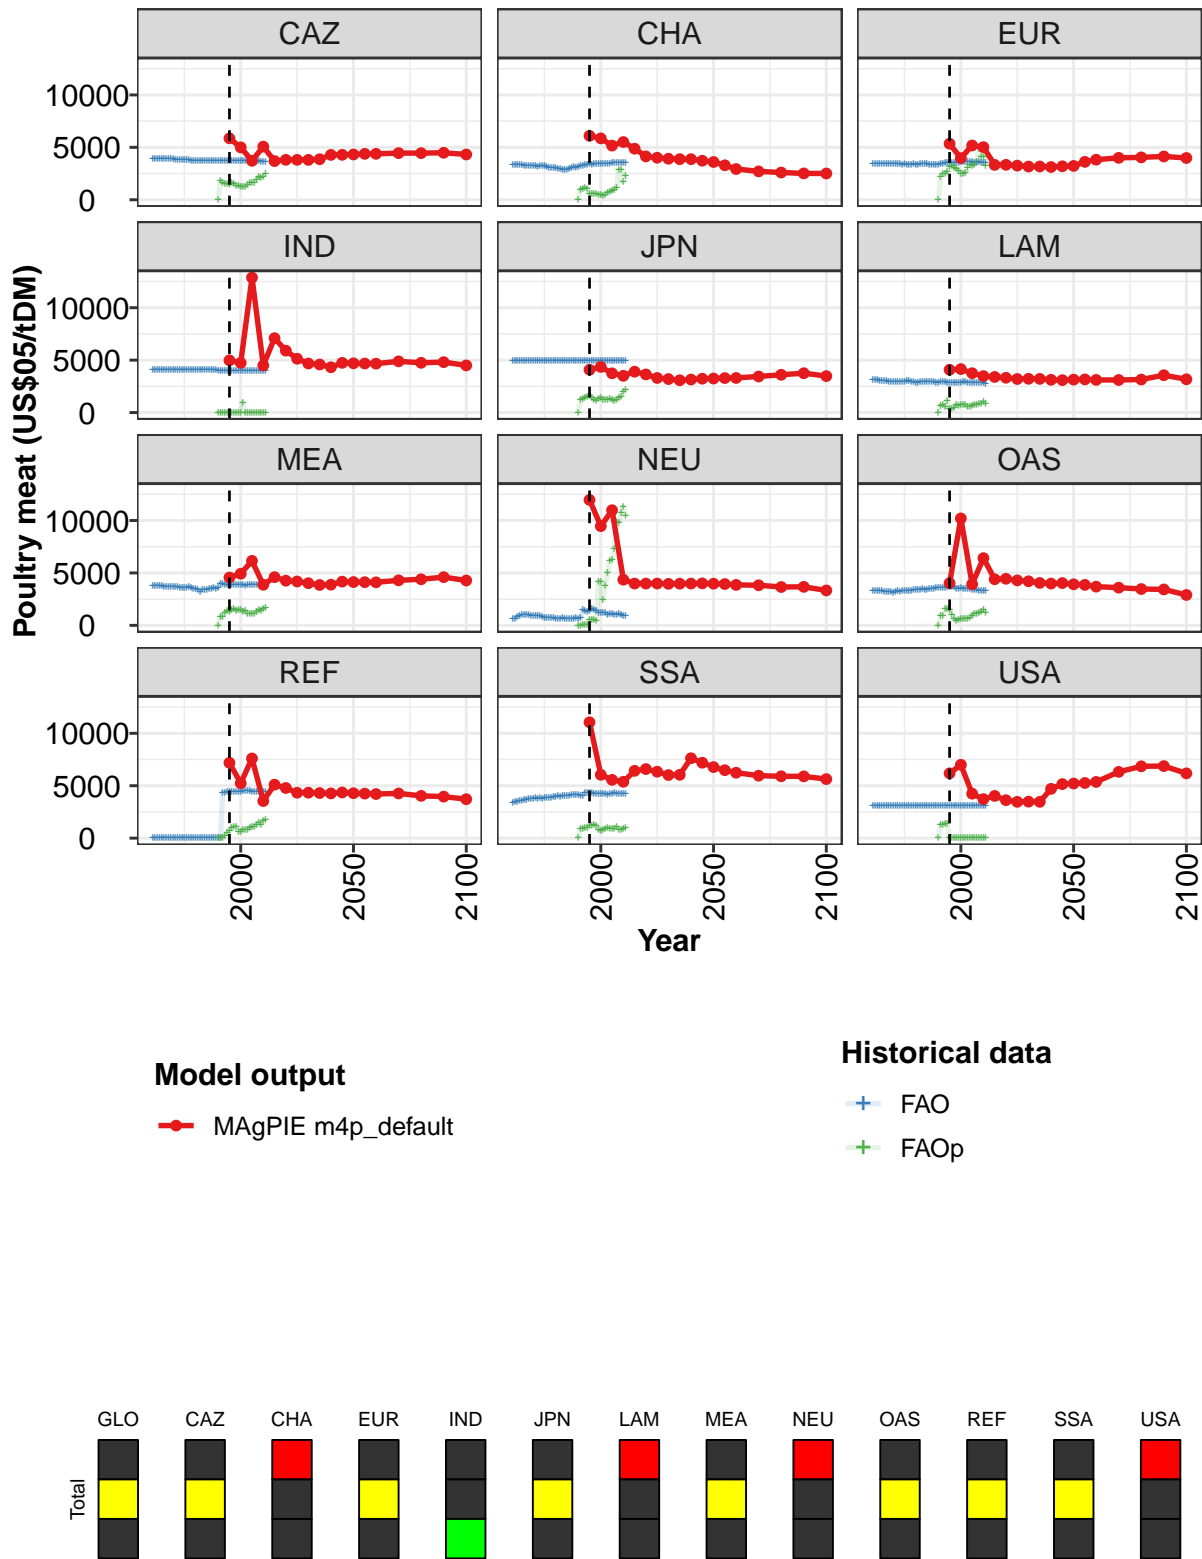 CAZ CHA EUR
10000
5000
0
IND JPN LAM
10000
5000
0
MEA NEU OAS
10000
5000
0
REF SSA USA
10000
5000
0
Poultry meat (US$05/tDM)
2000 2050 2100 2000 2050 2100 2000 2050 2100
Year
Model output
MAgPIE m4p_default
Historical data
FAO
FAOp
GLO CAZ CHA EUR IND JPN LAM MEA NEU OAS REF SSA USA
Total